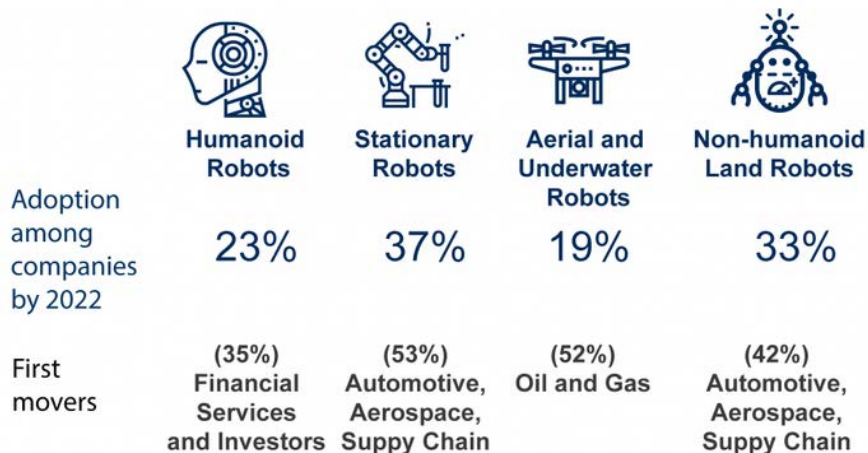 Humanoid
Robots
Stationary
Robots
Aerial and
Underwater
Robots
Non-humanoid
Land Robots
Adoption
among
companies
by 2022
23%
37%
19%
33%
First
movers
(35%)
Financial
Services
and Investors
(53%)
Automotive,
Aerospace,
Suppy Chain
(52%)
Oil and Gas
(42%)
Automotive,
Aerospace,
Suppy Chain